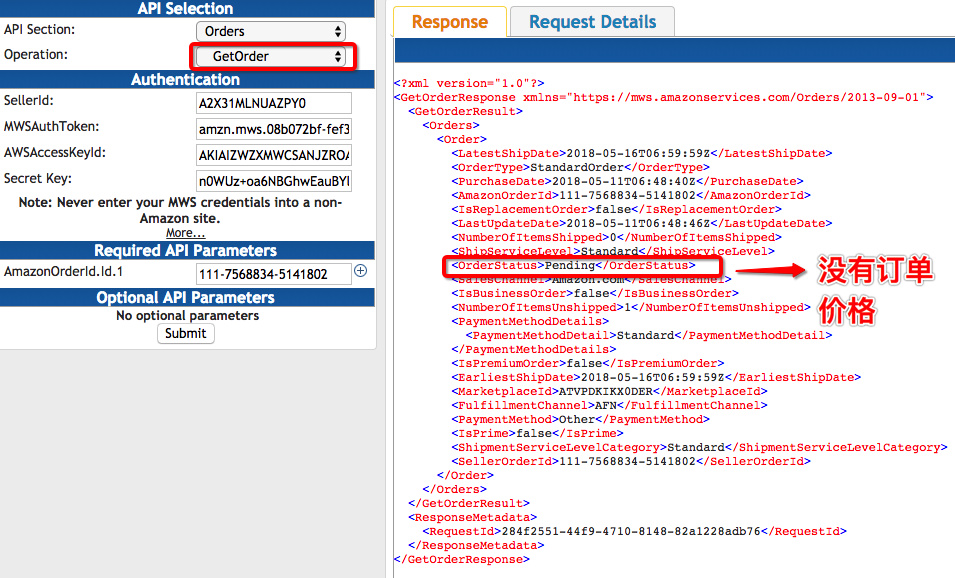 API Selection
API Section:
Orders
Operation:
GetOrder
Authentication
SellerId:
A2X31MLNUAZPY0
MWSAuthToken:
amzn.mws.08b072bf-fef3
AWSAccessKeyId:
AKIAIZWZXMWCSANJZROA
Secret Key:
n0WUz+oa6NBGhwEauBYI
Note: Never enter your MWS credentials into a non-
Amazon site.
More...
Required API Parameters
AmazonOrderId.Id.1
111-7568834-5141802
Optional API Parameters
No optional parameters
Submit
Response
Request Details
<?xml version="1.0"?>
<GetOrderResponse xmlns="https://mws.amazonservices.com/Orders/2013-09-01">
<GetOrderResult>
<Orders>
<Order>
<LatestShipDate>2018-05-16T06:59:59Z</LatestShipDate>
<OrderType>StandardOrder</OrderType>
<PurchaseDate>2018-05-11T06:48:40Z</PurchaseDate>
<AmazonOrderId>111-7568834-5141802</AmazonOrderId>
<IsReplacementOrder>false</IsReplacementOrder>
<LastUpdateDate>2018-05-11T06:48:46Z</LastUpdateDate>
<NumberOfItemsShipped>0</NumberOfItemsShipped>
<ShipServiceLevel>Standard</ShipServiceLevel>
<OrderStatus>Pending</OrderStatus>
<SalesChannel>Amazon.com</SalesChannel>
<IsBusinessOrder>false</IsBusinessOrder>
<NumberOfItemsUnshipped>1</NumberOfItemsUnshipped>
<PaymentMethodDetails>
<PaymentMethodDetail>Standard</PaymentMethodDetail>
</PaymentMethodDetails>
<IsPremiumOrder>false</IsPremiumOrder>
<EarliestShipDate>2018-05-16T06:59:59Z</EarliestShipDate>
<MarketplaceId>ATVPDKIKX0DER</MarketplaceId>
<FulfillmentChannel>AFN</FulfillmentChannel>
<PaymentMethod>Other</PaymentMethod>
<IsPrime>false</IsPrime>
<ShipmentServiceLevelCategory>Standard</ShipmentServiceLevelCategory>
<SellerOrderId>111-7568834-5141802</SellerOrderId>
</Order>
</Orders>
</GetOrderResult>
<ResponseMetadata>
<RequestId>284f2551-44f9-4710-8148-82a1228adb76</RequestId>
</ResponseMetadata>
</GetOrderResponse>
没有订单
价格